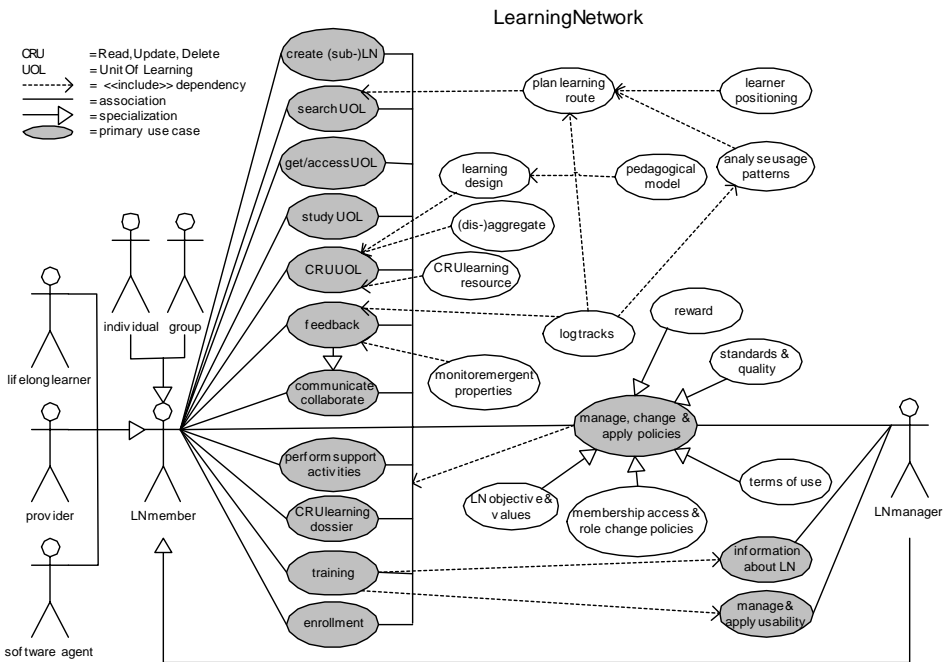 LearningNetwork
CRU = Read, Update, Delete
UOL = Unit Of Learning
= <<include>> dependency
= association
= specialization
= primary use case
create (sub-)LN
search UOL
get/access UOL
study UOL
CRU UOL
feedback
communicate
collaborate
perform support
activities
CRU learning
dossier
training
enrollment
plan learning
route
learner
positioning
learning
design
pedagogical
model
analyse usage
patterns
(dis-)aggregate
CRU learning
resource
log tracks
monitor emergent
properties
reward
standards &
quality
manage, change &
apply policies
LN objective &
values
membership access &
role change policies
terms of use
information
about LN
manage &
apply usability
individual
group
lifelong learner
provider
software agent
LN member
LN manager